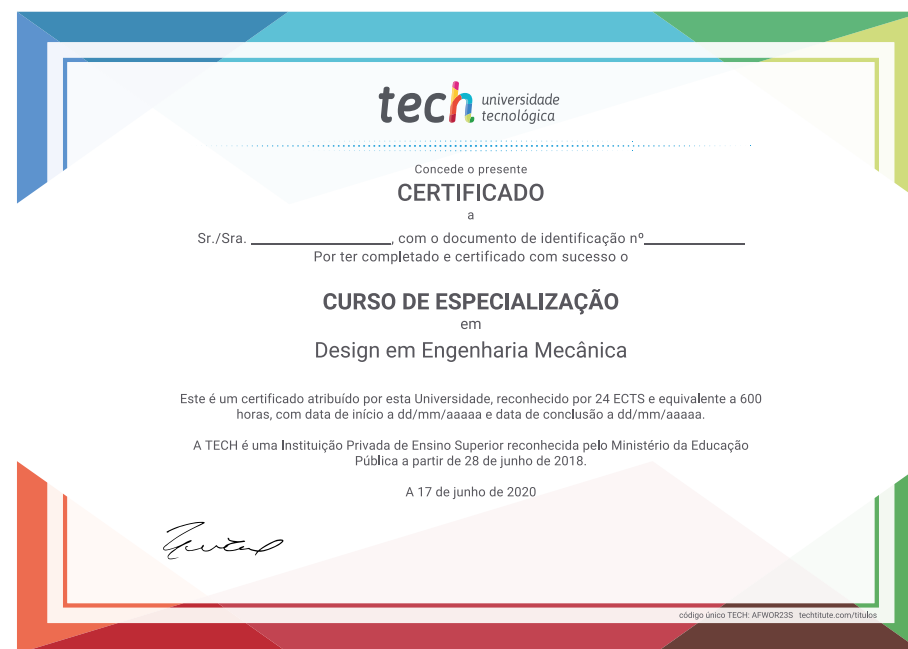 tech universidade
tecnológica
Concede o presente
CERTIFICADO
a
Sr./Sra. ____________________, com o documento de identificação nº______________
Por ter completado e certificado com sucesso o
CURSO DE ESPECIALIZAÇÃO
em
Design em Engenharia Mecânica
Este é um certificado atribuído por esta Universidade, reconhecido por 24 ECTS e equivalente a 600
horas, com data de início a dd/mm/aaaaa e data de conclusão a dd/mm/aaaaa.
A TECH é uma Instituição Privada de Ensino Superior reconhecida pelo Ministério da Educação
Pública a partir de 28 de junho de 2018.
A 17 de junho de 2020
código único TECH: AFWOR23S techtitute.com/titulos